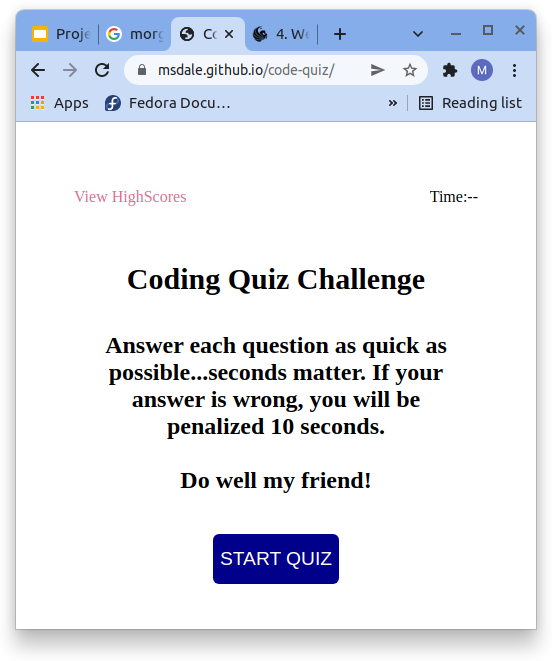 Proje morg Co 4. We
msdale.github.io/code-quiz/ M
Apps Fedora Docu... » Reading list
View HighScores Time:--
Coding Quiz Challenge
Answer each question as quick as
possible...seconds matter. If your
answer is wrong, you will be
penalized 10 seconds.
Do well my friend!
START QUIZ